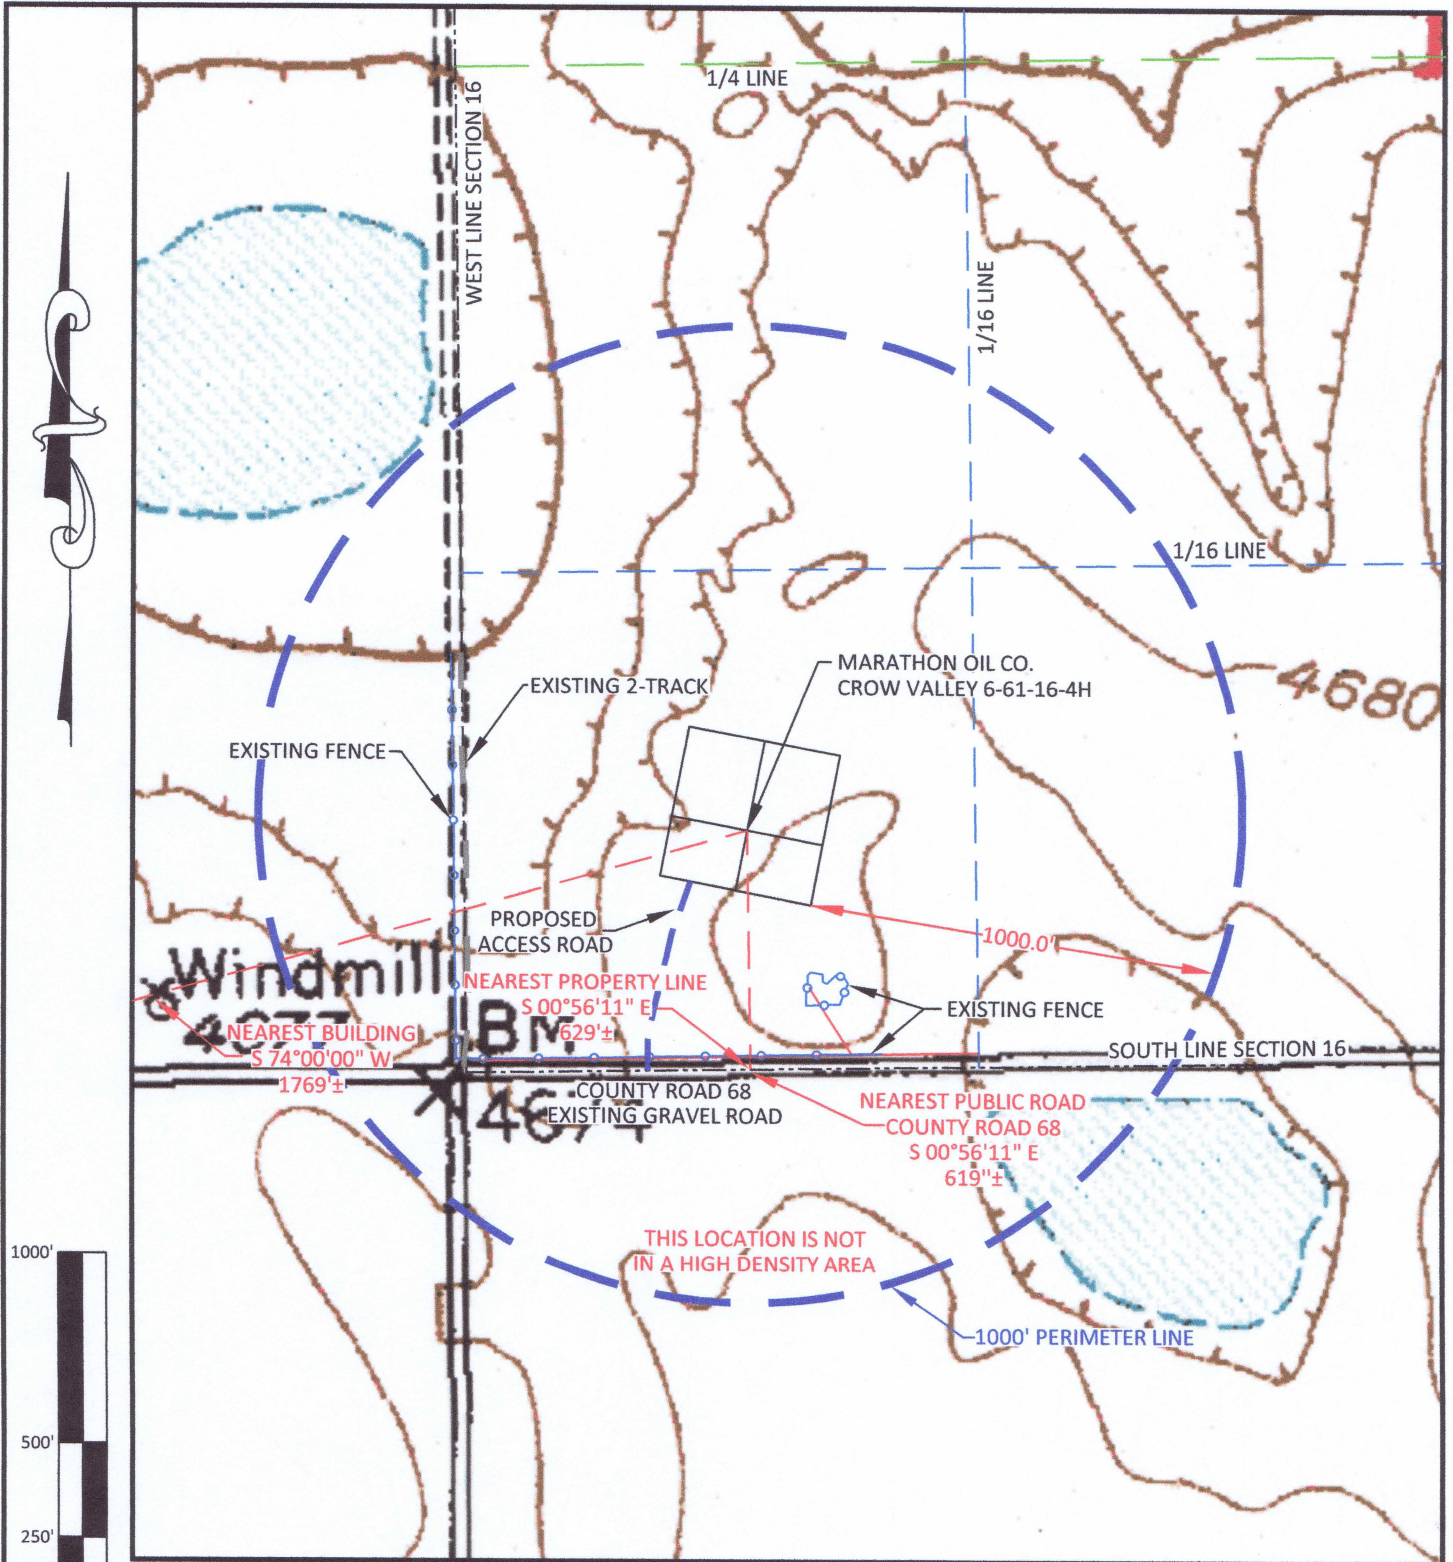 1/4 LINE
WEST LINE SECTION 16
1/16 LINE
1/16 LINE
MARATHON OIL CO.
CROW VALLEY 6-61-16-4H
4680
EXISTING 2-TRACK
EXISTING FENCE
PROPOSED
ACCESS ROAD
1000.0'
Windmill
4677
NEAREST PROPERTY LINE
S 00°56'11" E
629'±
BM
4674
EXISTING FENCE
NEAREST BUILDING
S 74°00'00" W
1769'±
SOUTH LINE SECTION 16
COUNTY ROAD 68
EXISTING GRAVEL ROAD
NEAREST PUBLIC ROAD
COUNTY ROAD 68
S 00°56'11" E
619"±
THIS LOCATION IS NOT
IN A HIGH DENSITY AREA
1000' PERIMETER LINE
1000'
500'
250'